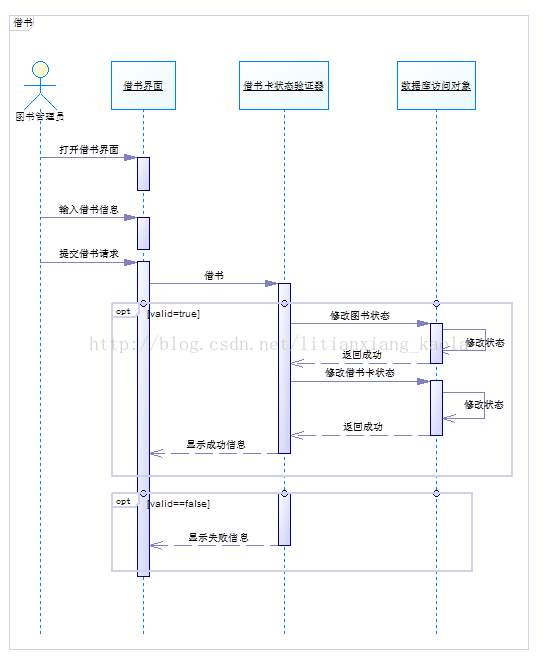 借书
图书管理员
借书界面
借书卡状态验证器
数据库访问对象
打开借书界面
输入借书信息
提交借书请求
借书
opt
[valid=true]
修改图书状态
修改状态
http://blog.csdn.net/litianxiang_kaola
返回成功
修改借书卡状态
修改状态
返回成功
显示成功信息
opt
[valid==false]
显示失败信息